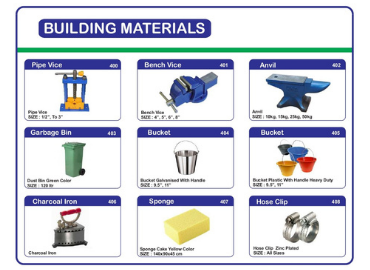 BUILDING MATERIALS
Pipe Vice 400
Pipe Vice
SIZE : 1/2", To 3"
Bench Vice 401
Bench Vice
SIZE : 4", 5", 6", 8"
Anvil 402
Anvil
SIZE : 10kg, 15kg, 25kg, 50kg
Garbage Bin 403
Dust Bin Green Color
SIZE : 120 ltr
Bucket 404
Bucket Galvanised With Handle
SIZE : 9.5", 11"
Bucket 405
Bucket Plastic With Handle Heavy Duty
SIZE : 9.5", 11"
Charcoal Iron 406
Charcoal Iron
Sponge 407
Sponge Cake Yellow Color
SIZE : 140x90x45 cm
Hose Clip 408
Hose Clip Zinc Plated
SIZE : All Sizes